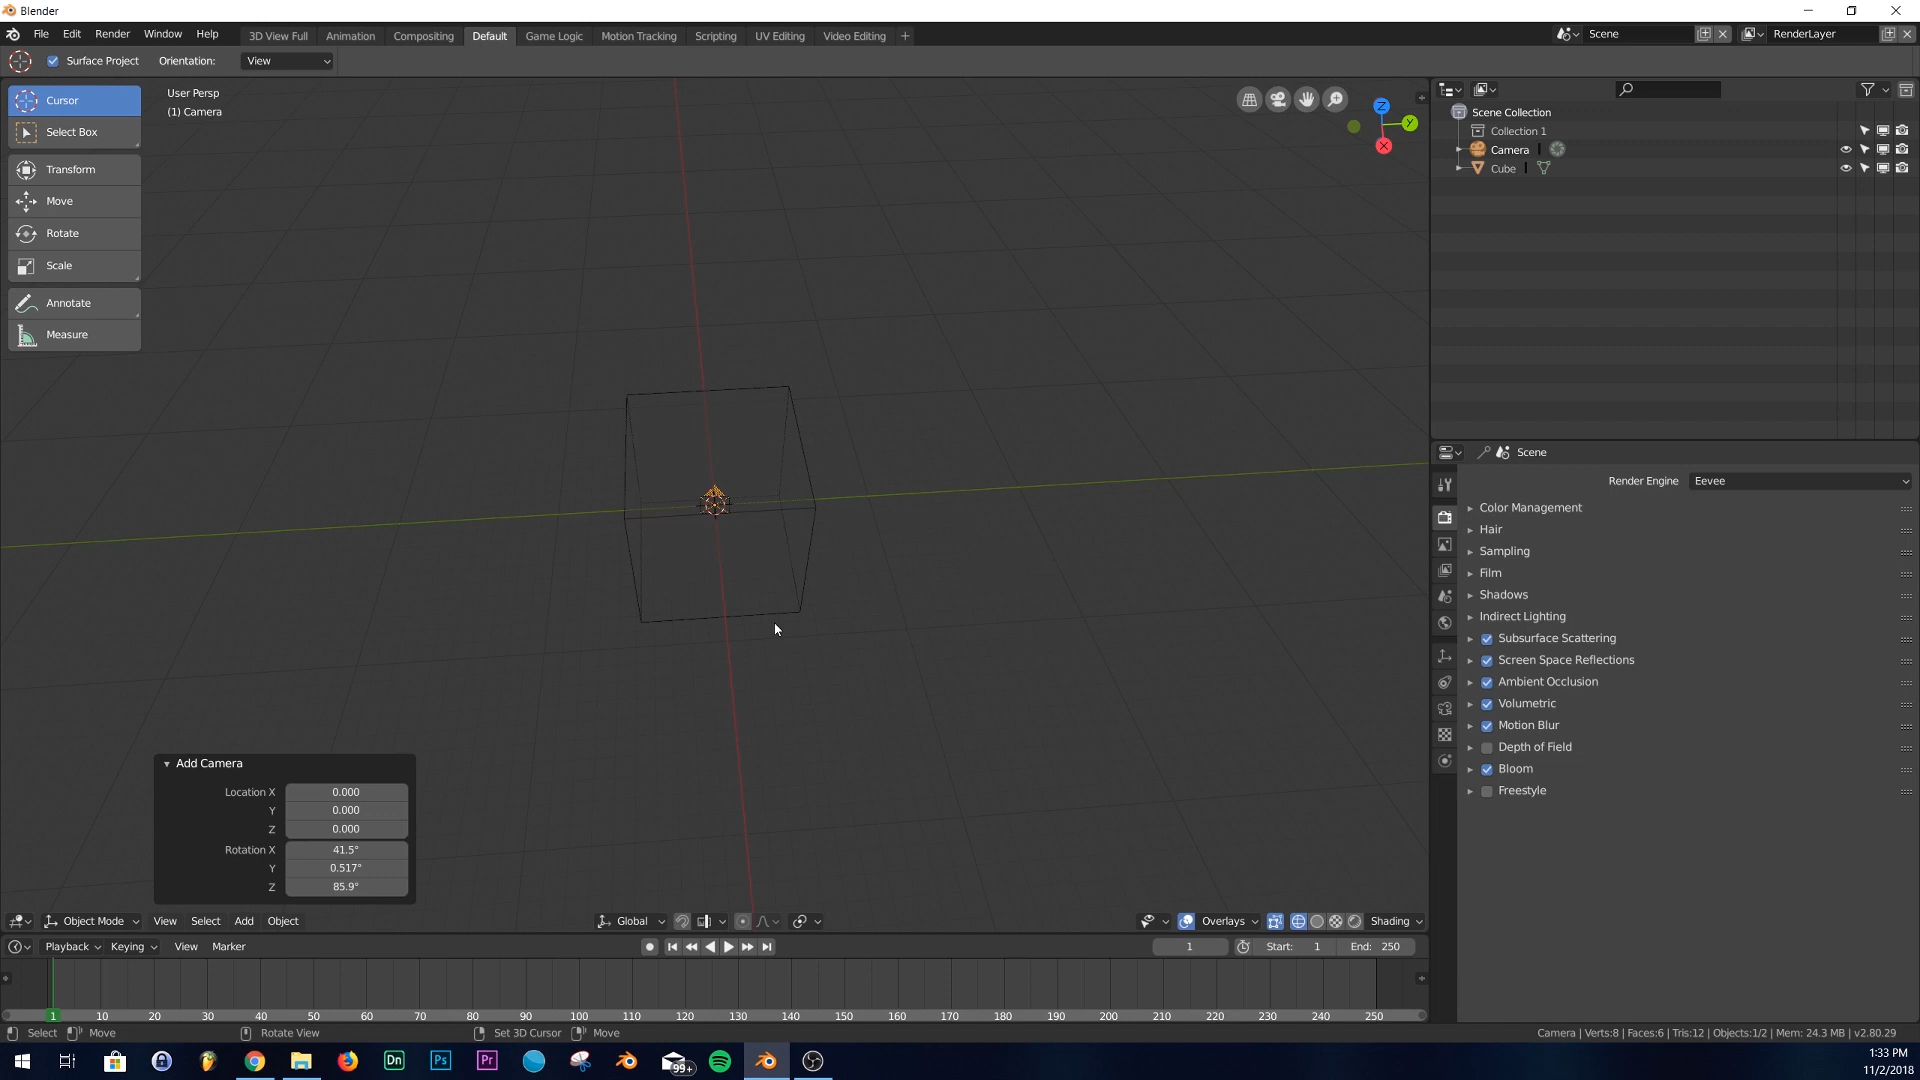 Blender
File Edit Render Window Help 3D View Full Animation Compositing Default Game Logic Motion Tracking Scripting UV Editing Video Editing + Scene RenderLayer
Surface Project Orientation: View
Cursor
Select Box
Transform
Move
Rotate
Scale
Annotate
Measure
User Persp
(1) Camera
Z
Y
X
Scene Collection
Collection 1
Camera
Cube
Scene
Render Engine Eevee
Color Management
Hair
Sampling
Film
Shadows
Indirect Lighting
Subsurface Scattering
Screen Space Reflections
Ambient Occlusion
Volumetric
Motion Blur
Depth of Field
Bloom
Freestyle
Add Camera
Location X 0.000
Y 0.000
Z 0.000
Rotation X 41.5°
Y 0.517°
Z 85.9°
Object Mode View Select Add Object Global Overlays Shading
Playback Keying View Marker 1 Start: 1 End: 250
1 10 20 30 40 50 60 70 80 90 100 110 120 130 140 150 160 170 180 190 200 210 220 230 240 250
Select Move Rotate View Set 3D Cursor Move Camera | Verts:8 | Faces:6 | Tris:12 | Objects:1/2 | Mem: 24.3 MB | v2.80.29
Dn Ps Pr 99+
1:33 PM
11/2/2018